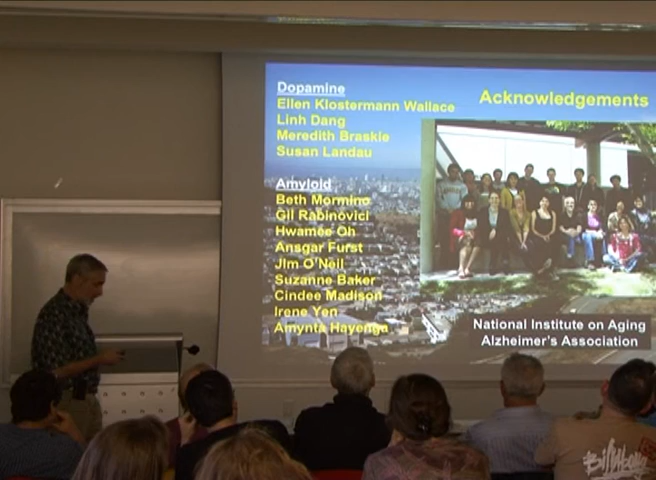 Dopamine
Ellen Klostermann Wallace
Linh Dang
Meredith Braskie
Susan Landau
Amyloid
Beth Mormino
Gil Rabinovici
Hwamee Oh
Ansgar Furst
Jim O'Neil
Suzanne Baker
Cindee Madison
Irene Yen
Amynta Hayenga
Acknowledgements
National Institute on Aging
Alzheimer's Association
Billabong